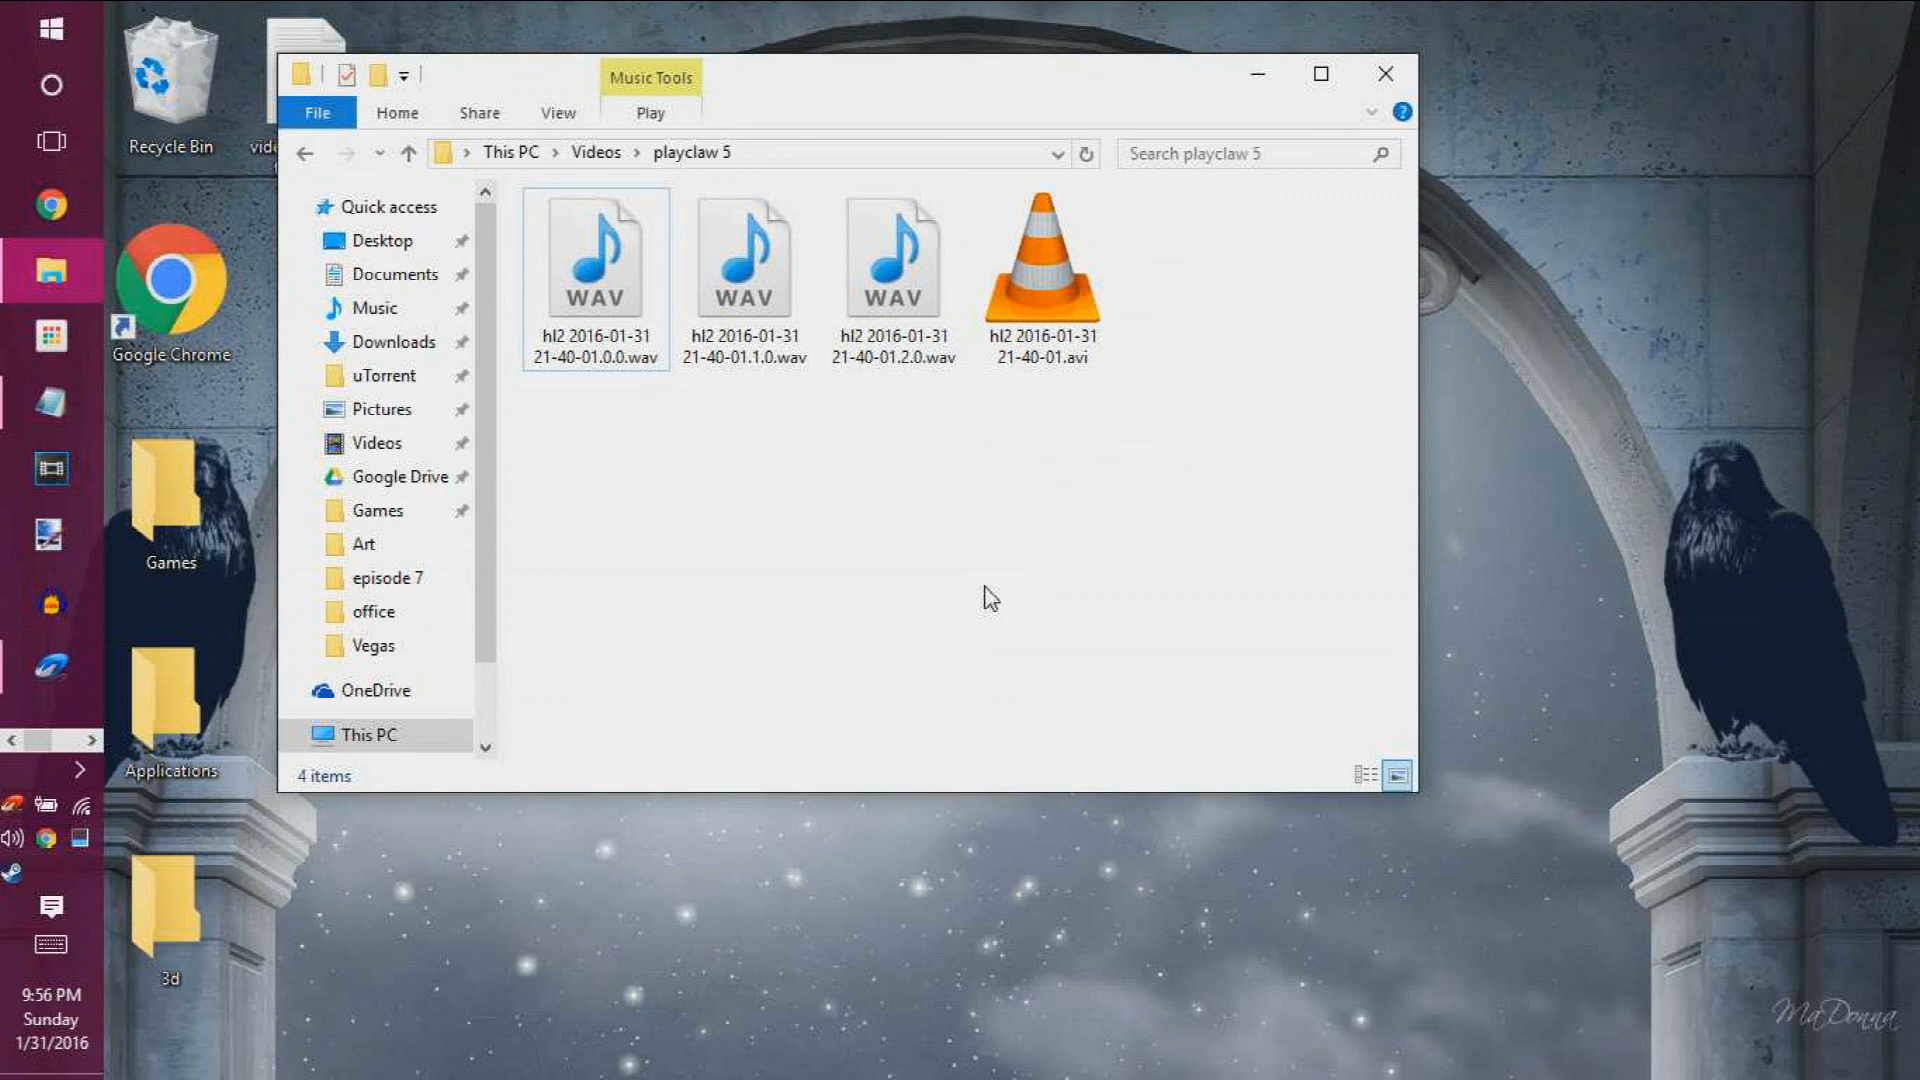 Recycle Bin
vide
Google Chrome
Games
Applications
3d
9:56 PM
Sunday
1/31/2016
Music Tools
File
Home
Share
View
Play
This PC
Videos
playclaw 5
Search playclaw 5
Quick access
Desktop
Documents
Music
Downloads
uTorrent
Pictures
Videos
Google Drive
Games
Art
episode 7
office
Vegas
OneDrive
This PC
WAV
hl2 2016-01-31
21-40-01.0.0.wav
WAV
hl2 2016-01-31
21-40-01.1.0.wav
WAV
hl2 2016-01-31
21-40-01.2.0.wav
hl2 2016-01-31
21-40-01.avi
4 items
MaDonna